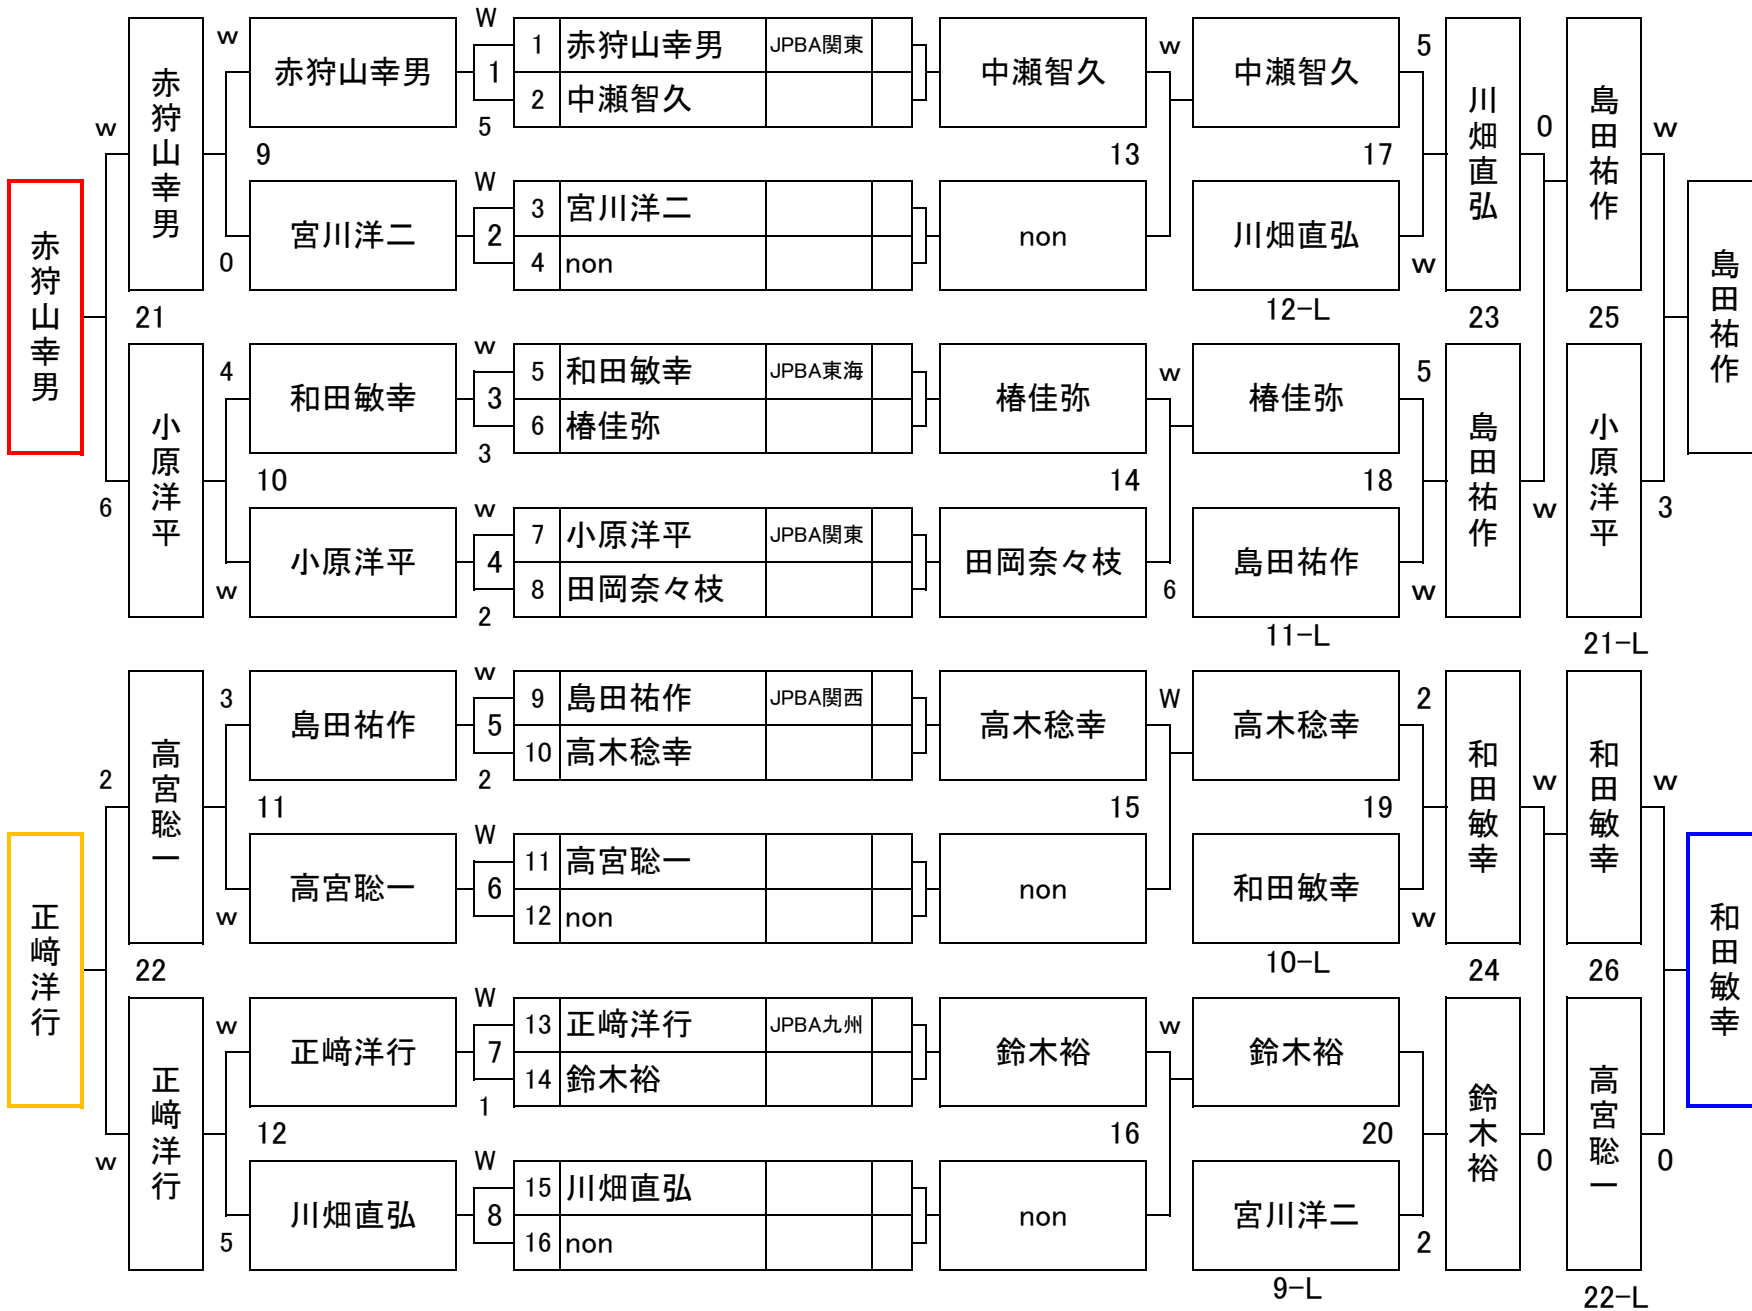 赤狩山幸男
正﨑洋行
w
6
2
w
赤狩山幸男
21
小原洋平
高宮聡一
22
正﨑洋行
w
0
4
w
3
w
w
5
赤狩山幸男
9
宮川洋二
和田敏幸
10
小原洋平
島田祐作
11
高宮聡一
正﨑洋行
12
川畑直弘
W
1
5
W
2
w
3
3
w
4
2
w
5
2
W
6
W
7
1
W
8
1 赤狩山幸男 JPBA関東
2 中瀬智久
3 宮川洋二
4 non
5 和田敏幸 JPBA東海
6 椿佳弥
7 小原洋平 JPBA関東
8 田岡奈々枝
9 島田祐作 JPBA関西
10 高木稔幸
11 高宮聡一
12 non
13 正﨑洋行 JPBA九州
14 鈴木裕
15 川畑直弘
16 non
中瀬智久
13
non
椿佳弥
14
田岡奈々枝
高木稔幸
15
non
鈴木裕
16
non
w
w
6
W
w
中瀬智久
17
川畑直弘
12-L
椿佳弥
18
島田祐作
11-L
高木稔幸
19
和田敏幸
10-L
鈴木裕
20
宮川洋二
9-L
5
w
5
w
2
w
2
川畑直弘
23
島田祐作
和田敏幸
24
鈴木裕
0
w
w
0
島田祐作
25
小原洋平
21-L
和田敏幸
26
高宮聡一
22-L
w
3
w
0
島田祐作
和田敏幸